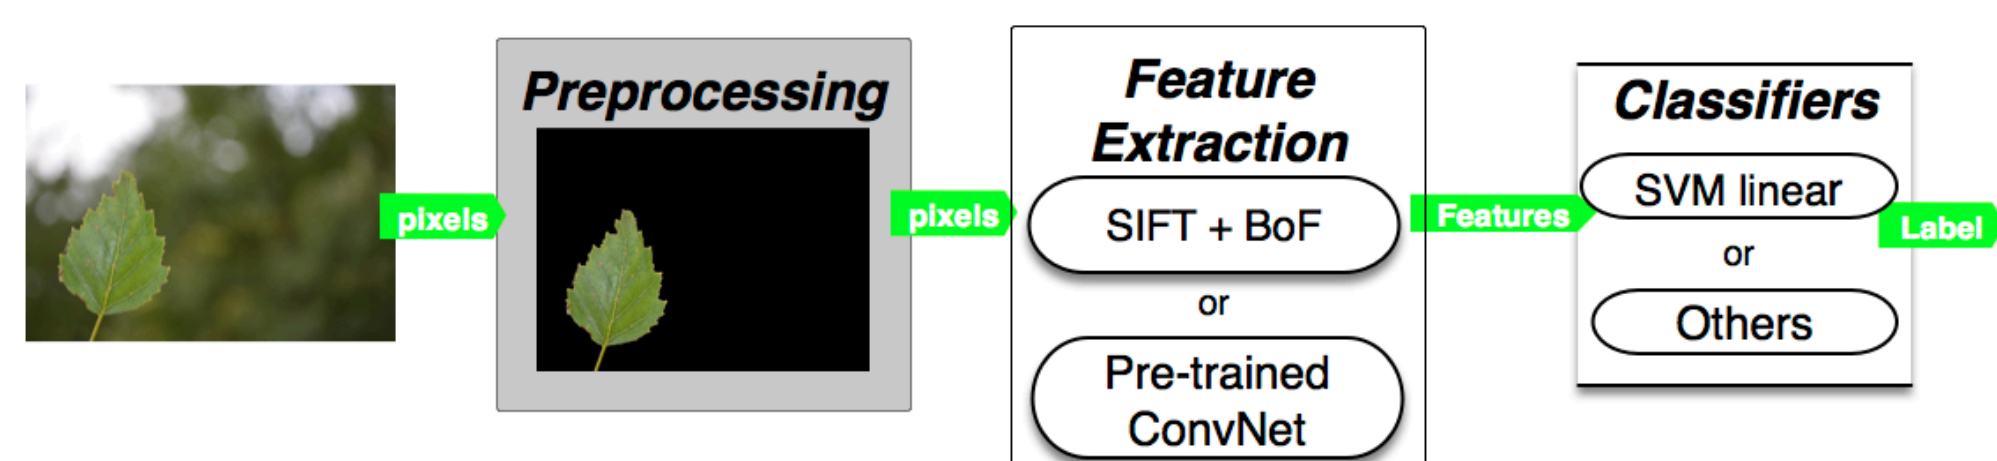 pixels
Preprocessing
pixels
Feature
Extraction
SIFT + BoF
or
Pre-trained
ConvNet
Features
Classifiers
SVM linear
or
Others
Label